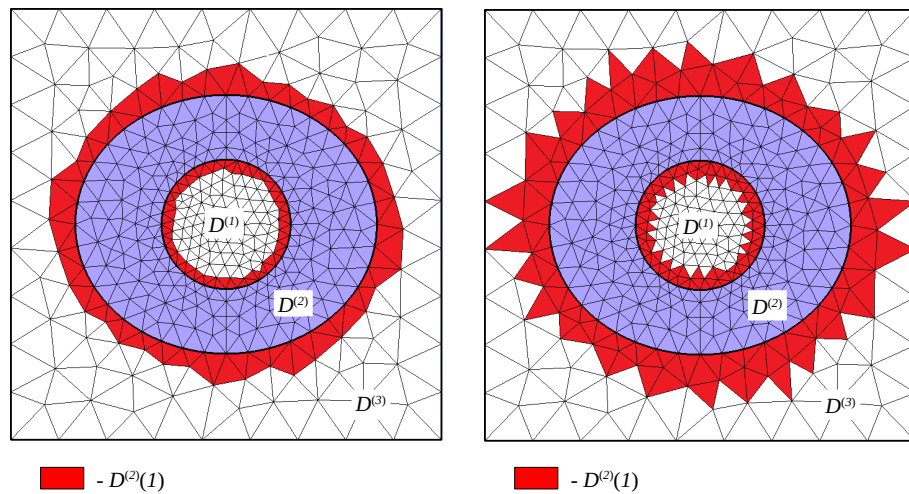 D⁽¹⁾ D⁽¹⁾
D⁽²⁾ D⁽²⁾
D⁽³⁾ D⁽³⁾
- D⁽²⁾(1) - D⁽²⁾(1)